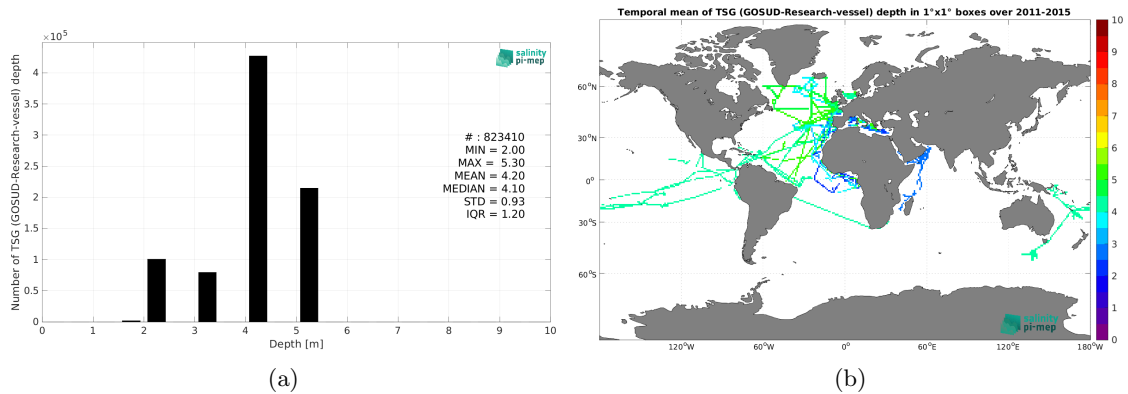 ×10⁵
4
3.5
3
2.5
2
1.5
1
0.5
0
Number of TSG (GOSUD-Research-vessel) depth
salinity
pi-mep
# : 823410
MIN = 2.00
MAX = 5.30
MEAN = 4.20
MEDIAN = 4.10
STD = 0.93
IQR = 1.20
0 1 2 3 4 5 6 7 8 9 10
Depth [m]
(a)
Temporal mean of TSG (GOSUD-Research-vessel) depth in 1°x1° boxes over 2011-2015
60°N
30°N
0°
30°S
60°S
120°W 60°W 0° 60°E 120°E 180°W
salinity
pi-mep
10
9
8
7
6
5
4
3
2
1
0
(b)